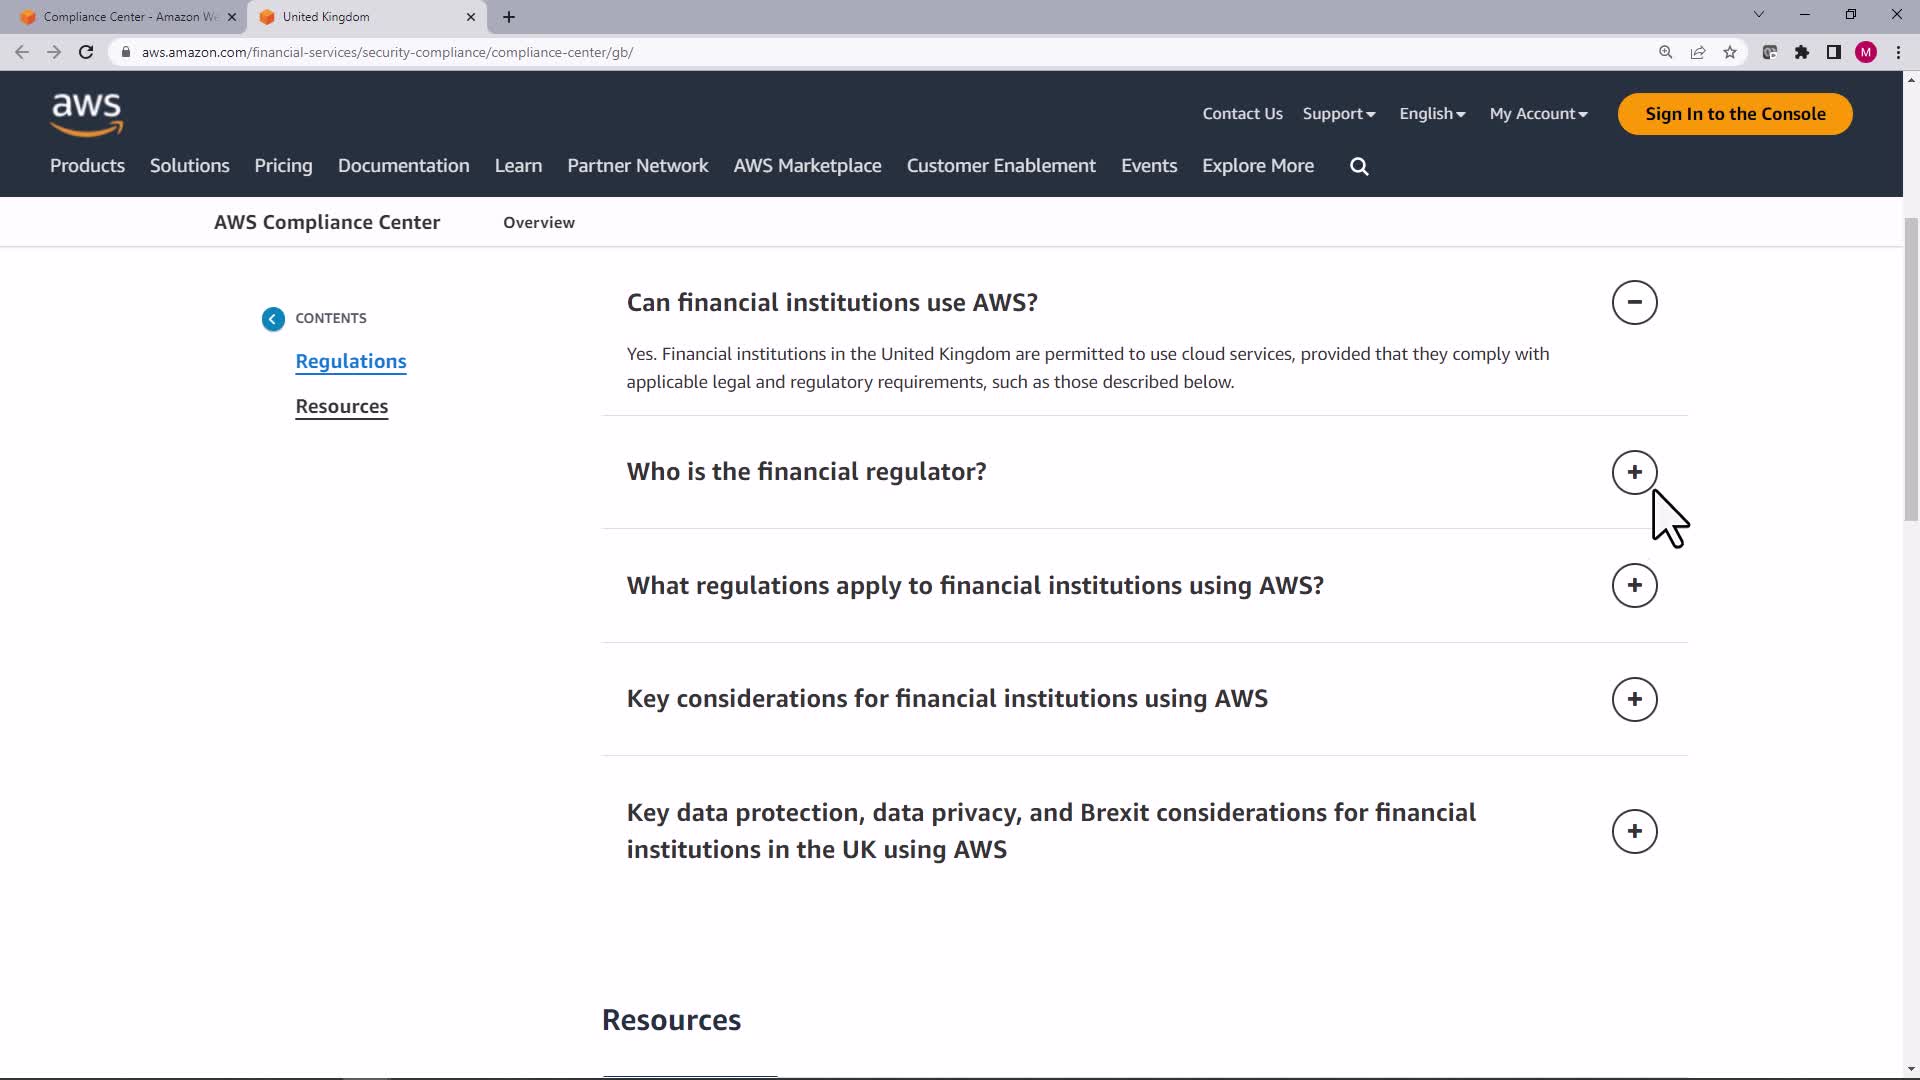 Compliance Center - Amazon We
United Kingdom
aws.amazon.com/financial-services/security-compliance/compliance-center/gb/
M
aws
Contact Us Support English My Account Sign In to the Console
Products Solutions Pricing Documentation Learn Partner Network AWS Marketplace Customer Enablement Events Explore More
AWS Compliance Center Overview
CONTENTS
Regulations
Resources
Can financial institutions use AWS?
Yes. Financial institutions in the United Kingdom are permitted to use cloud services, provided that they comply with
applicable legal and regulatory requirements, such as those described below.
Who is the financial regulator?
What regulations apply to financial institutions using AWS?
Key considerations for financial institutions using AWS
Key data protection, data privacy, and Brexit considerations for financial
institutions in the UK using AWS
Resources